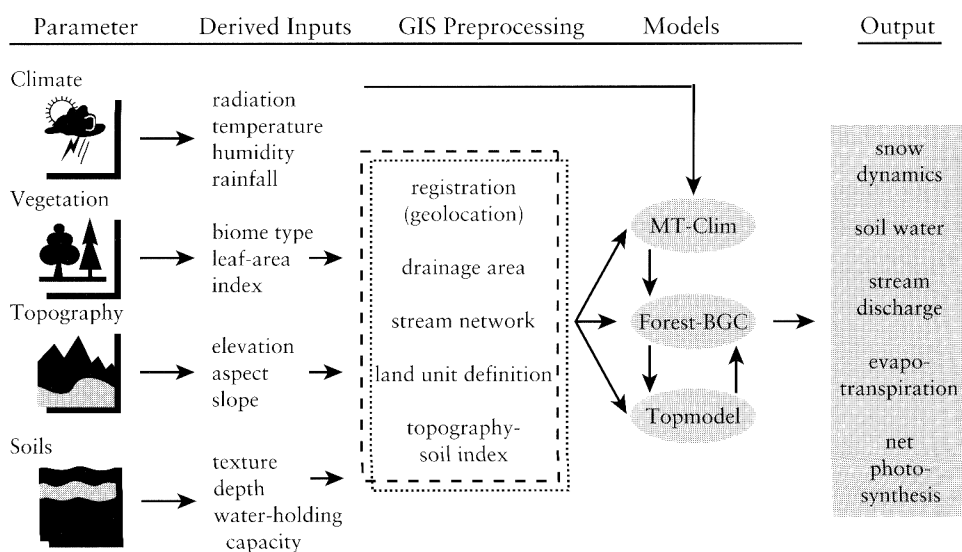 Parameter
Derived Inputs
GIS Preprocessing
Models
Output
Climate
radiation
temperature
humidity
rainfall
Vegetation
biome type
leaf-area
index
Topography
elevation
aspect
slope
Soils
texture
depth
water-holding
capacity
registration
(geolocation)
drainage area
stream network
land unit definition
topography-
soil index
MT-Clim
Forest-BGC
Topmodel
snow
dynamics
soil water
stream
discharge
evapo-
transpiration
net
photo-
synthesis